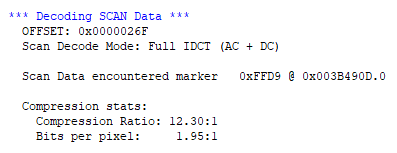 *** Decoding SCAN Data ***
OFFSET: 0x0000026F
Scan Decode Mode: Full IDCT (AC + DC)
Scan Data encountered marker   0xFFD9 @ 0x003B490D.0
Compression stats:
Compression Ratio: 12.30:1
Bits per pixel:     1.95:1